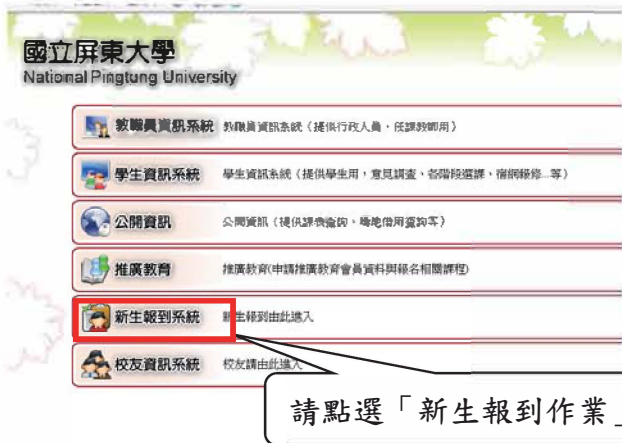 國立屏東大學
National Pingtung University
教職員資訊系統 教職員資訊系統（提供行政人員，任課教師用）
學生資訊系統 學生資訊系統（提供學生用，意見調查、各階段選課、宿網報修...等）
公開資訊 公開資訊（提供課表查詢、場地借用查詢等）
推廣教育 推廣教育(申請推廣教育會員資料與報名相關課程)
新生報到系統 新生報到由此進入
校友資訊系統 校友請由此進入
請點選「新生報到作業」